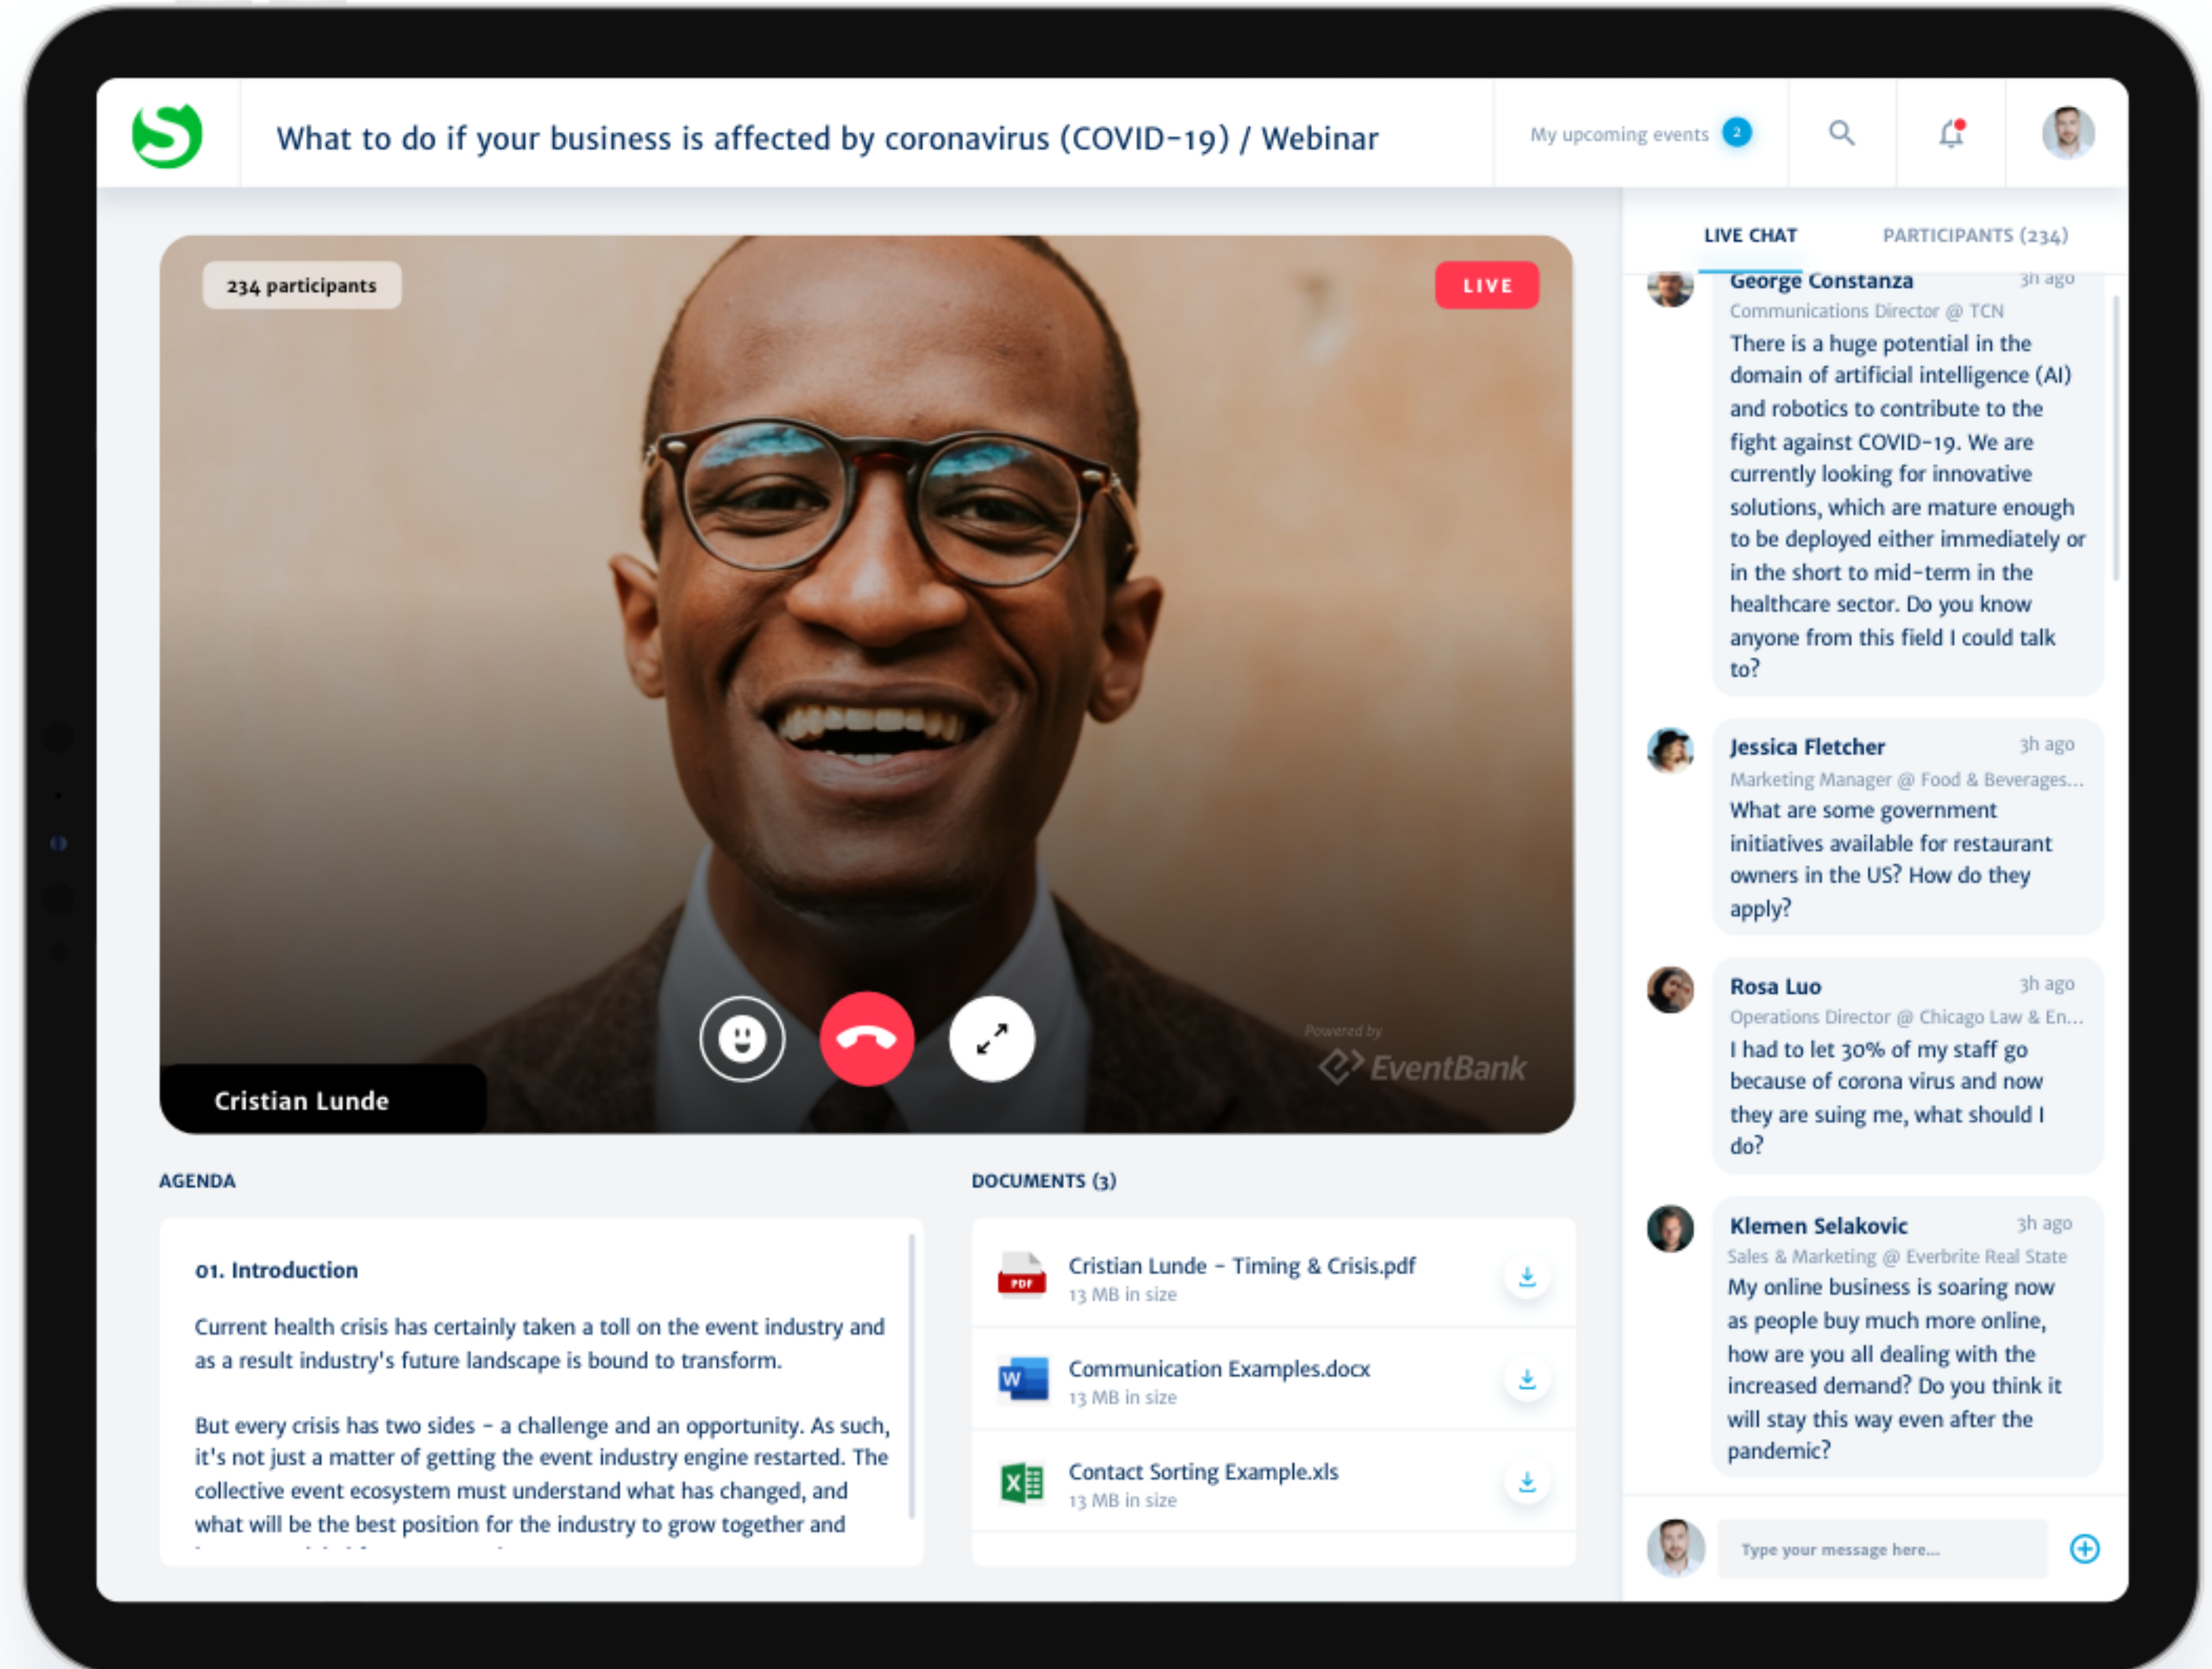 What to do if your business is affected by coronavirus (COVID-19) / Webinar
My upcoming events 2
234 participants
LIVE
Powered by
EventBank
Cristian Lunde
AGENDA
01. Introduction
Current health crisis has certainly taken a toll on the event industry and
as a result industry's future landscape is bound to transform.
But every crisis has two sides - a challenge and an opportunity. As such,
it's not just a matter of getting the event industry engine restarted. The
collective event ecosystem must understand what has changed, and
what will be the best position for the industry to grow together and
DOCUMENTS (3)
PDF
Cristian Lunde - Timing & Crisis.pdf
13 MB in size
W
Communication Examples.docx
13 MB in size
X
Contact Sorting Example.xls
13 MB in size
LIVE CHAT
PARTICIPANTS (234)
George Constanza 3h ago
Communications Director @ TCN
There is a huge potential in the
domain of artificial intelligence (AI)
and robotics to contribute to the
fight against COVID-19. We are
currently looking for innovative
solutions, which are mature enough
to be deployed either immediately or
in the short to mid-term in the
healthcare sector. Do you know
anyone from this field I could talk
to?
Jessica Fletcher 3h ago
Marketing Manager @ Food & Beverages...
What are some government
initiatives available for restaurant
owners in the US? How do they
apply?
Rosa Luo 3h ago
Operations Director @ Chicago Law & En...
I had to let 30% of my staff go
because of corona virus and now
they are suing me, what should I
do?
Klemen Selakovic 3h ago
Sales & Marketing @ Everbrite Real State
My online business is soaring now
as people buy much more online,
how are you all dealing with the
increased demand? Do you think it
will stay this way even after the
pandemic?
Type your message here...